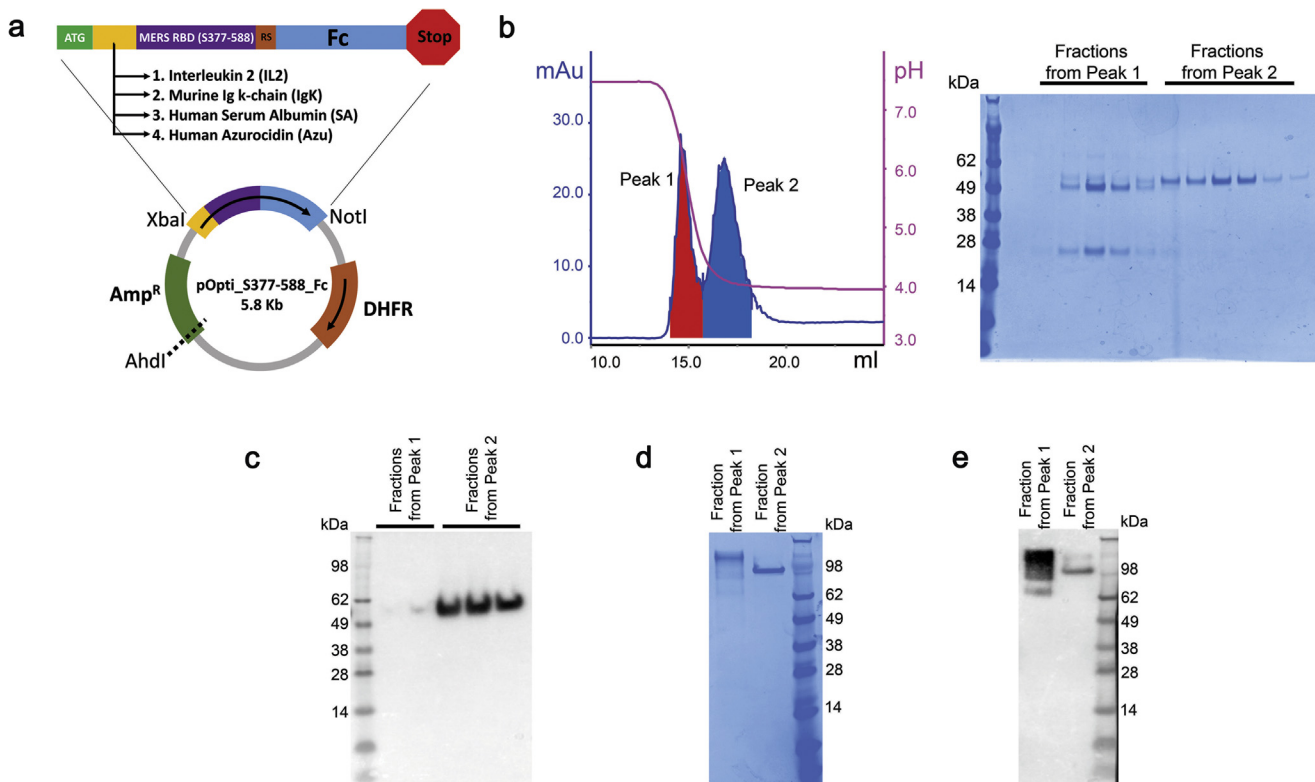 a
ATG
MERS RBD (S377-588)
RS
Fc
Stop
1. Interleukin 2 (IL2)
2. Murine Ig k-chain (IgK)
3. Human Serum Albumin (SA)
4. Human Azurocidin (Azu)
XbaI
NotI
AmpR
pOpti_S377-588_Fc
5.8 Kb
DHFR
AhdI
b
mAu
pH
30.0
20.0
10.0
0.0
7.0
6.0
5.0
4.0
3.0
Peak 1
Peak 2
10.0
15.0
20.0
ml
Fractions
from Peak 1
Fractions
from Peak 2
kDa
62
49
38
28
14
c
Fractions
from Peak 1
Fractions
from Peak 2
kDa
98
62
49
38
28
14
d
Fraction
from Peak 1
Fraction
from Peak 2
kDa
98
62
49
38
28
14
e
Fraction
from Peak 1
Fraction
from Peak 2
kDa
98
62
49
38
28
14